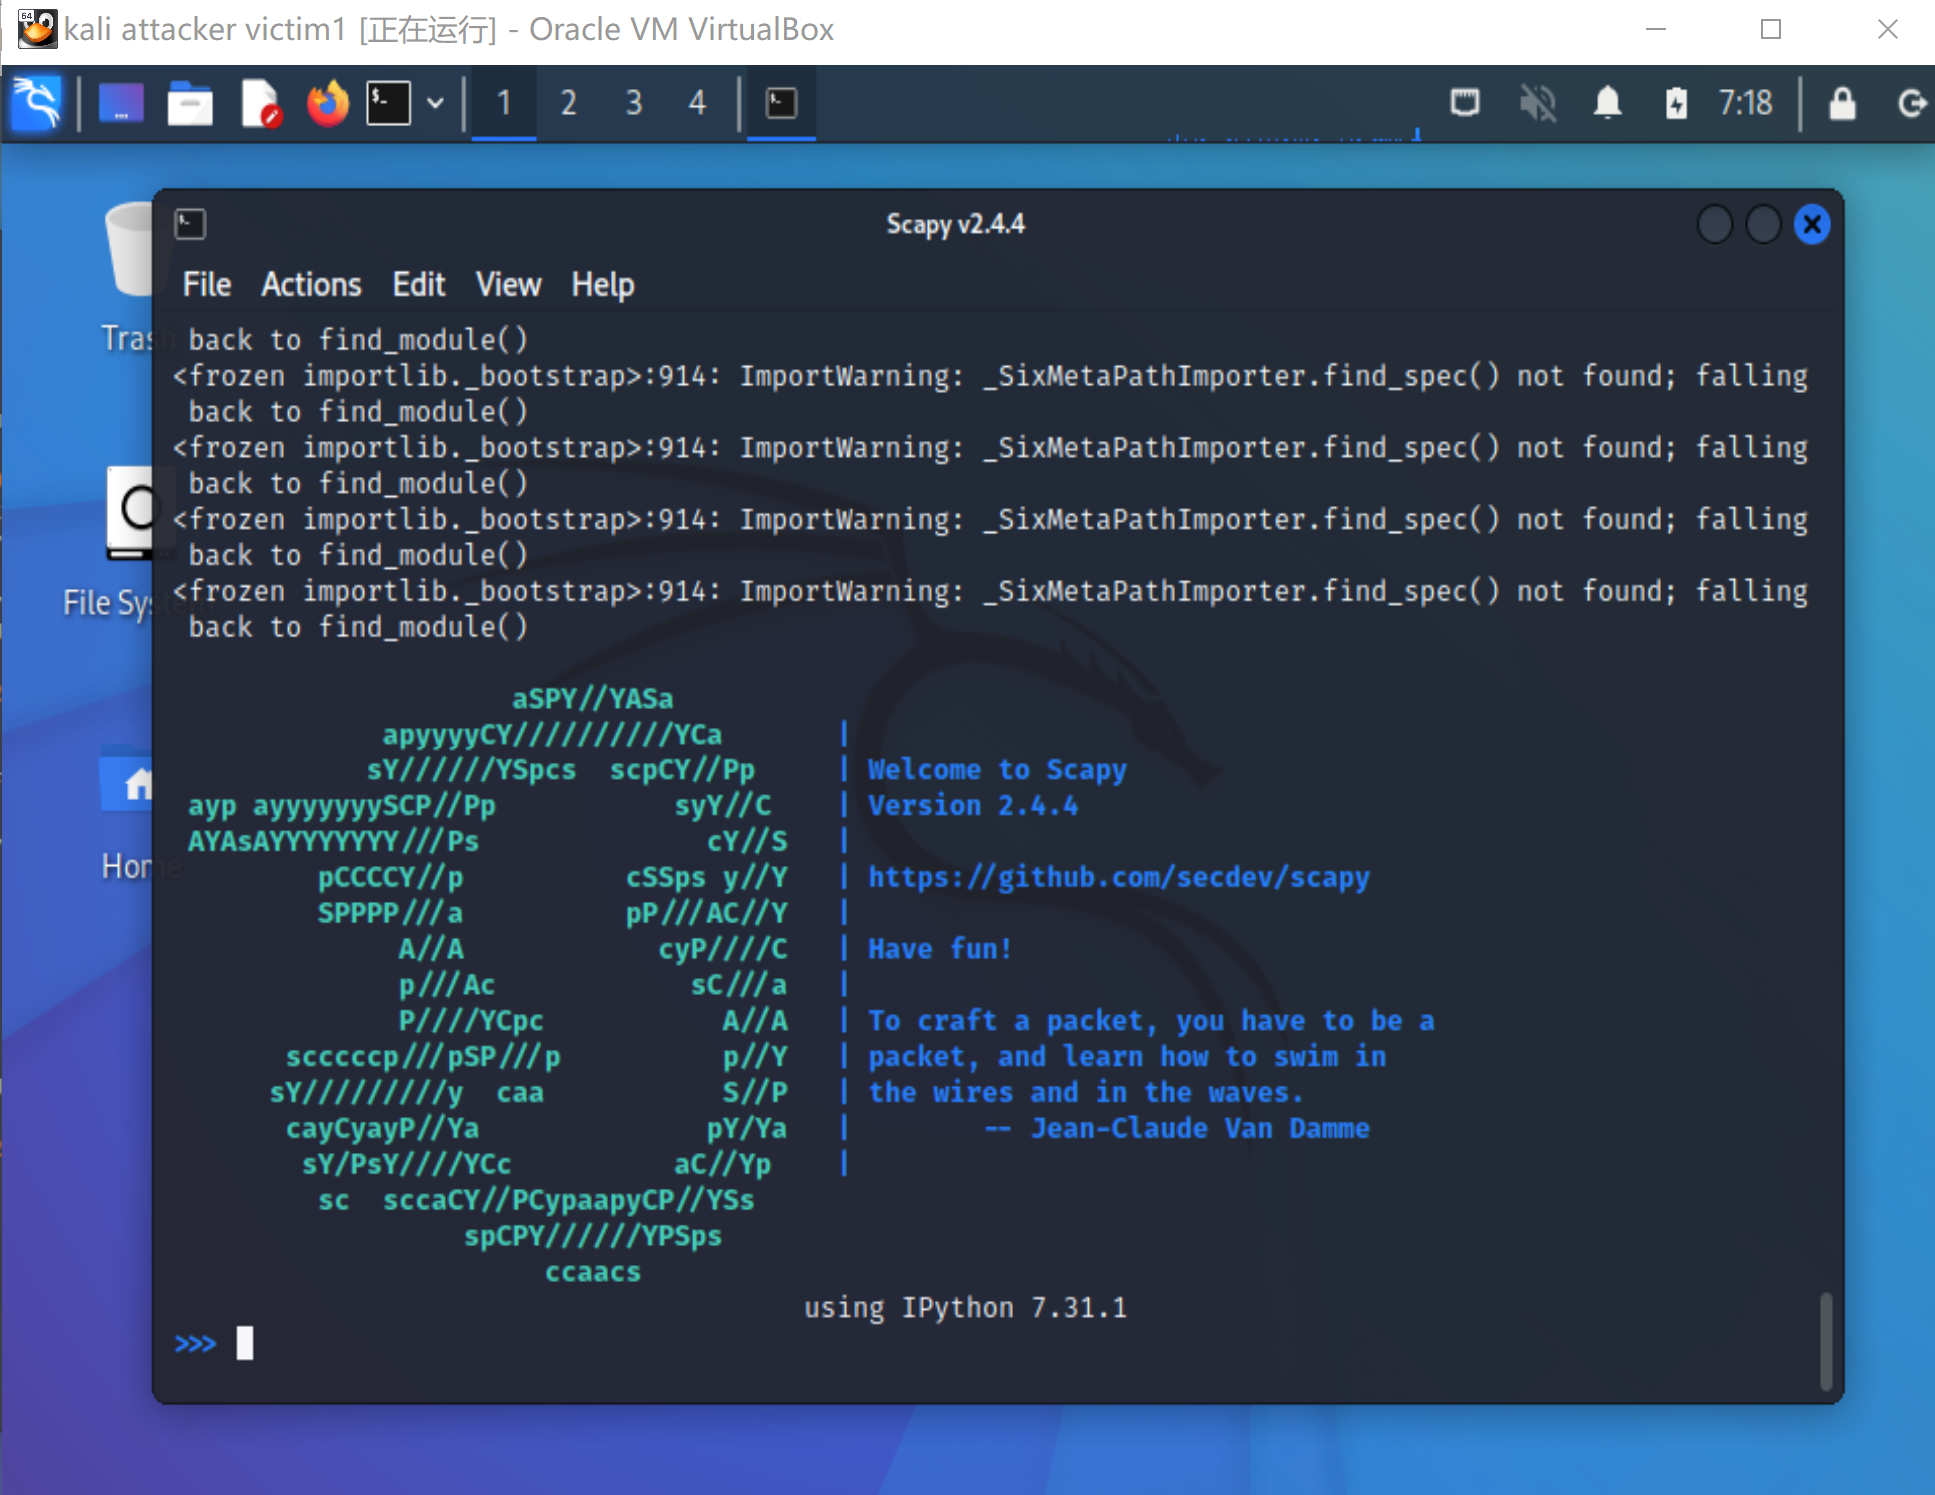 kali attacker victim1 [正在运行] - Oracle VM VirtualBox
1 2 3 4 7:18
Scapy v2.4.4
File Actions Edit View Help
Trash
File System
Home
back to find_module()
<frozen importlib._bootstrap>:914: ImportWarning: _SixMetaPathImporter.find_spec() not found; falling
back to find_module()
<frozen importlib._bootstrap>:914: ImportWarning: _SixMetaPathImporter.find_spec() not found; falling
back to find_module()
<frozen importlib._bootstrap>:914: ImportWarning: _SixMetaPathImporter.find_spec() not found; falling
back to find_module()
<frozen importlib._bootstrap>:914: ImportWarning: _SixMetaPathImporter.find_spec() not found; falling
back to find_module()
                     aSPY//YASa
             apyyyyCY//////////YCa       |
            sY//////YSpcs  scpCY//Pp     | Welcome to Scapy
 ayp ayyyyyyySCP//Pp           syY//C    | Version 2.4.4
 AYAsAYYYYYYYY///Ps              cY//S   |
         pCCCCY//p          cSSps y//Y   | https://github.com/secdev/scapy
         SPPPP///a          pP///AC//Y   |
              A//A            cyP////C   | Have fun!
              p///Ac            sC///a   |
              P////YCpc           A//A   | To craft a packet, you have to be a
       scccccp///pSP///p          p//Y   | packet, and learn how to swim in
      sY/////////y  caa           S//P   | the wires and in the waves.
       cayCyayP//Ya              pY/Ya   |        -- Jean-Claude Van Damme
        sY/PsY////YCc          aC//Yp    |
         sc  sccaCY//PCypaapyCP//YSs
                  spCPY//////YPSps
                       ccaacs
                                       using IPython 7.31.1
>>>